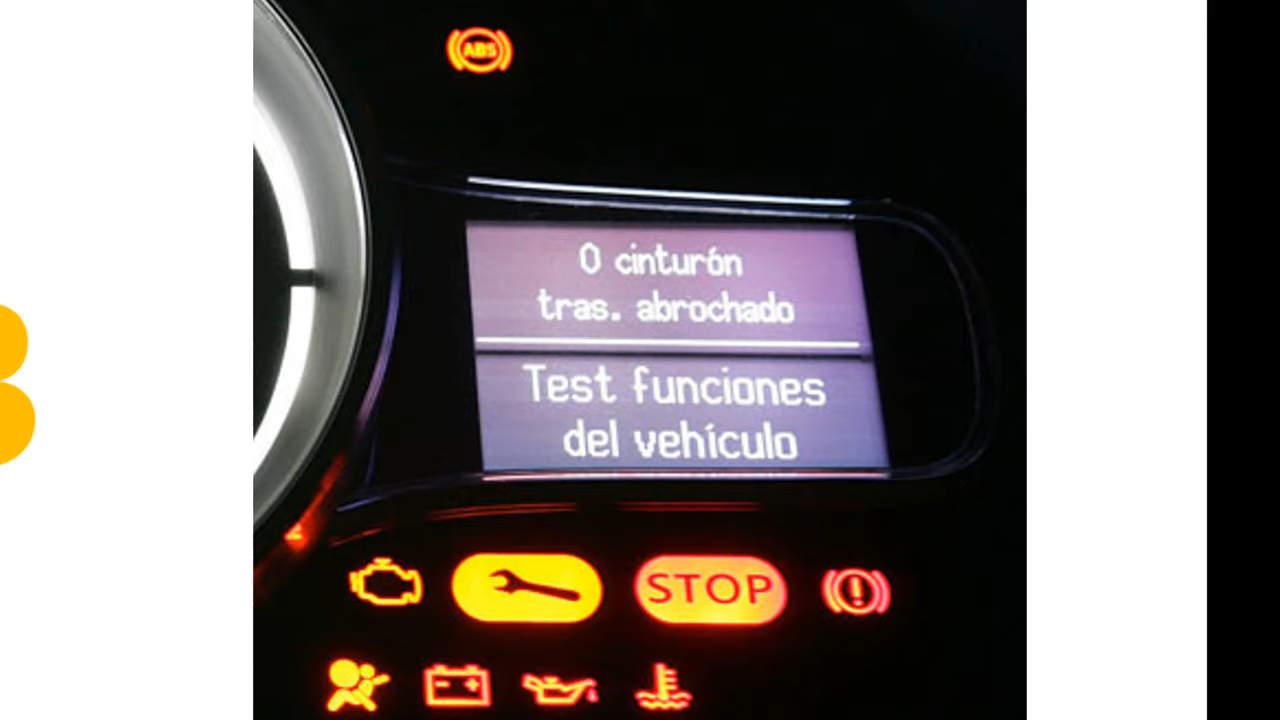 ABS
0 cinturón
tras. abrochado
Test funciones
del vehículo
STOP